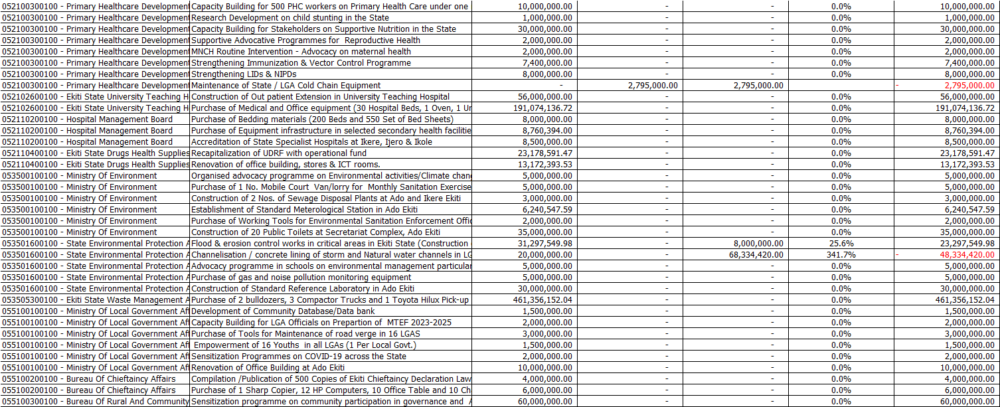 052100300100 - Primary Healthcare Development Capacity Building for 500 PHC workers on Primary Health Care under one 10,000,000.00 - - 0.0% 10,000,000.00
052100300100 - Primary Healthcare Development Research Development on child stunting in the State 1,000,000.00 - - 0.0% 1,000,000.00
052100300100 - Primary Healthcare Development Capacity Building for Stakeholders on Supportive Nutrition in the State 30,000,000.00 - - 0.0% 30,000,000.00
052100300100 - Primary Healthcare Development Supportive Advocative Programmes for Reproductive Health 2,000,000.00 - - 0.0% 2,000,000.00
052100300100 - Primary Healthcare Development MNCH Routine Intervention - Advocacy on maternal health 2,000,000.00 - - 0.0% 2,000,000.00
052100300100 - Primary Healthcare Development Strengthening Immunization & Vector Control Programme 7,400,000.00 - - 0.0% 7,400,000.00
052100300100 - Primary Healthcare Development Strengthening LIDs & NIPDs 8,000,000.00 - - 0.0% 8,000,000.00
052100300100 - Primary Healthcare Development Maintenance of State / LGA Cold Chain Equipment - 2,795,000.00 2,795,000.00 - 2,795,000.00
052102600100 - Ekiti State University Teaching H Construction of Out patient Extension in University Teaching Hospital 56,000,000.00 - - 0.0% 56,000,000.00
052102600100 - Ekiti State University Teaching H Purchase of Medical and Office equipment (30 Hospital Beds, 1 Oven, 1 Ur 191,074,136.72 - - 0.0% 191,074,136.72
052110200100 - Hospital Management Board Purchase of Bedding materials (200 Beds and 550 Set of Bed Sheets) 8,000,000.00 - - 0.0% 8,000,000.00
052110200100 - Hospital Management Board Purchase of Equipment infrastructure in selected secondary health facilitie 8,760,394.00 - - 0.0% 8,760,394.00
052110200100 - Hospital Management Board Accreditation of State Specialist Hospitals at Ikere, Ijero & Ikole 8,500,000.00 - - 0.0% 8,500,000.00
052110400100 - Ekiti State Drugs Health Supplies Recapitalization of UDRF with operational fund 23,178,591.47 - - 0.0% 23,178,591.47
052110400100 - Ekiti State Drugs Health Supplies Renovation of office building, stores & ICT rooms. 13,172,393.53 - - 0.0% 13,172,393.53
053500100100 - Ministry Of Environment Organised advocacy programme on Environmental activities/Climate chan 5,000,000.00 - - 0.0% 5,000,000.00
053500100100 - Ministry Of Environment Purchase of 1 No. Mobile Court Van/lorry for Monthly Sanitation Exercise 5,000,000.00 - - 0.0% 5,000,000.00
053500100100 - Ministry Of Environment Construction of 2 Nos. of Sewage Disposal Plants at Ado and Ikere Ekiti 3,000,000.00 - - 0.0% 3,000,000.00
053500100100 - Ministry Of Environment Establishment of Standard Meterological Station in Ado Ekiti 6,240,547.59 - - 0.0% 6,240,547.59
053500100100 - Ministry Of Environment Purchase of Working Tools for Environmental Sanitation Enforcement Offic 2,000,000.00 - - 0.0% 2,000,000.00
053500100100 - Ministry Of Environment Construction of 20 Public Toilets at Secretariat Complex, Ado Ekiti 35,000,000.00 - - 0.0% 35,000,000.00
053501600100 - State Environmental Protection A Flood & erosion control works in critical areas in Ekiti State (Construction 31,297,549.98 - 8,000,000.00 25.6% 23,297,549.98
053501600100 - State Environmental Protection A Channelisation / concrete lining of storm and Natural water channels in LG 20,000,000.00 - 68,334,420.00 341.7% - 48,334,420.00
053501600100 - State Environmental Protection A Advocacy programme in schools on environmental management particular 5,000,000.00 - - 0.0% 5,000,000.00
053501600100 - State Environmental Protection A Purchase of gas and noise pollution monitoring equipment 5,000,000.00 - - 0.0% 5,000,000.00
053501600100 - State Environmental Protection A Construction of Standard Reference Laboratory in Ado Ekiti 30,000,000.00 - - 0.0% 30,000,000.00
053505300100 - Ekiti State Waste Management A Purchase of 2 bulldozers, 3 Compactor Trucks and 1 Toyota Hilux Pick-up 461,356,152.04 - - 0.0% 461,356,152.04
055100100100 - Ministry Of Local Government Aff Development of Community Database/Data bank 1,500,000.00 - - 0.0% 1,500,000.00
055100100100 - Ministry Of Local Government Aff Capacity Building for LGA Officials on Prepartion of MTEF 2023-2025 2,000,000.00 - - 0.0% 2,000,000.00
055100100100 - Ministry Of Local Government Aff Purchase of Tools for Maintenance of road verge in 16 LGAS 3,000,000.00 - - 0.0% 3,000,000.00
055100100100 - Ministry Of Local Government Aff Empowerment of 16 Youths in all LGAs (1 Per Local Govt.) 1,500,000.00 - - 0.0% 1,500,000.00
055100100100 - Ministry Of Local Government Aff Sensitization Programmes on COVID-19 across the State 2,000,000.00 - - 0.0% 2,000,000.00
055100100100 - Ministry Of Local Government Aff Renovation of Office Building at Ado Ekiti 10,000,000.00 - - 0.0% 10,000,000.00
055100200100 - Bureau Of Chieftaincy Affairs Compilation /Publication of 500 Copies of Ekiti Chieftaincy Declaration Law 4,000,000.00 - - 0.0% 4,000,000.00
055100200100 - Bureau Of Chieftaincy Affairs Purchase of 1 Sharp Copier, 12 HP Computers, 10 Office Table and 10 Ch 6,000,000.00 - - 0.0% 6,000,000.00
055100300100 - Bureau Of Rural And Community Sensitization programme on community participation in governance and A 60,000,000.00 - - 0.0% 60,000,000.00